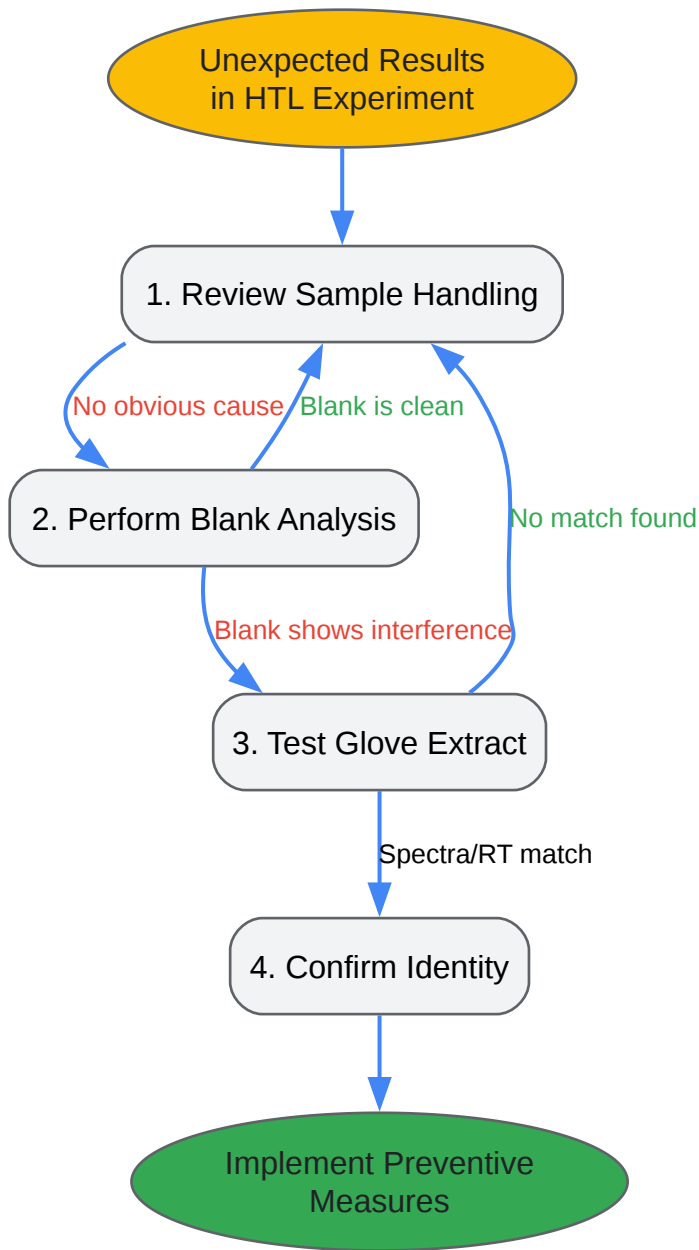 Unexpected Results
in HTL Experiment
1. Review Sample Handling
No obvious cause
Blank is clean
2. Perform Blank Analysis
No match found
Blank shows interference
3. Test Glove Extract
Spectra/RT match
4. Confirm Identity
Implement Preventive
Measures